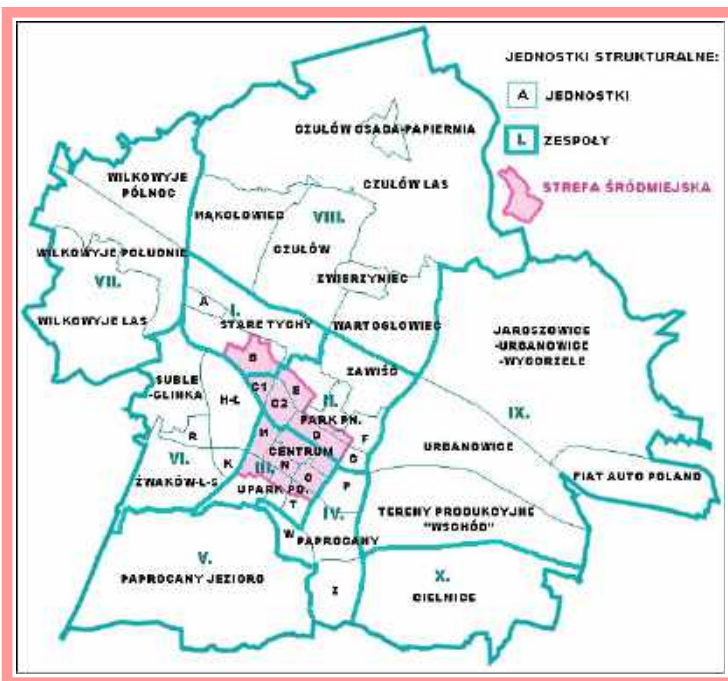 JEDNOSTKI STRUKTURALNE:
A JEDNOSTKI
I. ZESPOŁY
STREFA ŚRÓDMIEJSKA
CZUŁÓW OSADA-PAPIERNIA
WILKOWYJE
PÓŁNOC
CZUŁÓW LAS
MĄKOŁOWIEC
VIII.
CZUŁÓW
WILKOWYJE POŁUDNIE
VII.
ZWIERZYNIEC
A
I.
WILKOWYJE LAS
STARE TYCHY
WARTOGŁOWIEC
JAROSZOWICE
-URBANOWICE
-WYGORZELE
B
ZAWIŚĆ
SUBLE
-GLINKA
H-Ł
C1
E
C2
II.
IX.
PARK PN.
R
M
D
F
URBANOWICE
CENTRUM
G
VI.
K
III.
N
O
FIAT AUTO POLAND
ŻWAKÓW-L-S
U
PARK PD.
P
T
IV.
TERENY PRODUKCYJNE
"WSCHÓD"
W
PAPROCANY
V.
PAPROCANY JEZIORO
Z
X.
CIELMICE